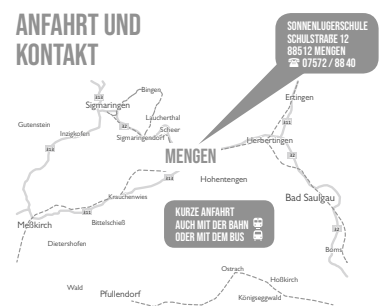 ANFAHRT UND
KONTAKT
SONNENLUGERSCHULE
SCHULSTRAßE 12
88512 MENGEN
☎ 07572 / 88 40
Bingen
Sigmaringen
Ertingen
Laucherthal
Gutenstein
Scheer
Inzigkofen
Sigmaringendorf
Herbertingen
MENGEN
Hohentengen
Krauchenwies
Bad Saulgau
KURZE ANFAHRT
AUCH MIT DER BAHN
ODER MIT DEM BUS
Meßkirch
Bittelschieß
Dietershofen
Boms
Ostrach
Hoßkirch
Wald
Pfullendorf
Königseggwald